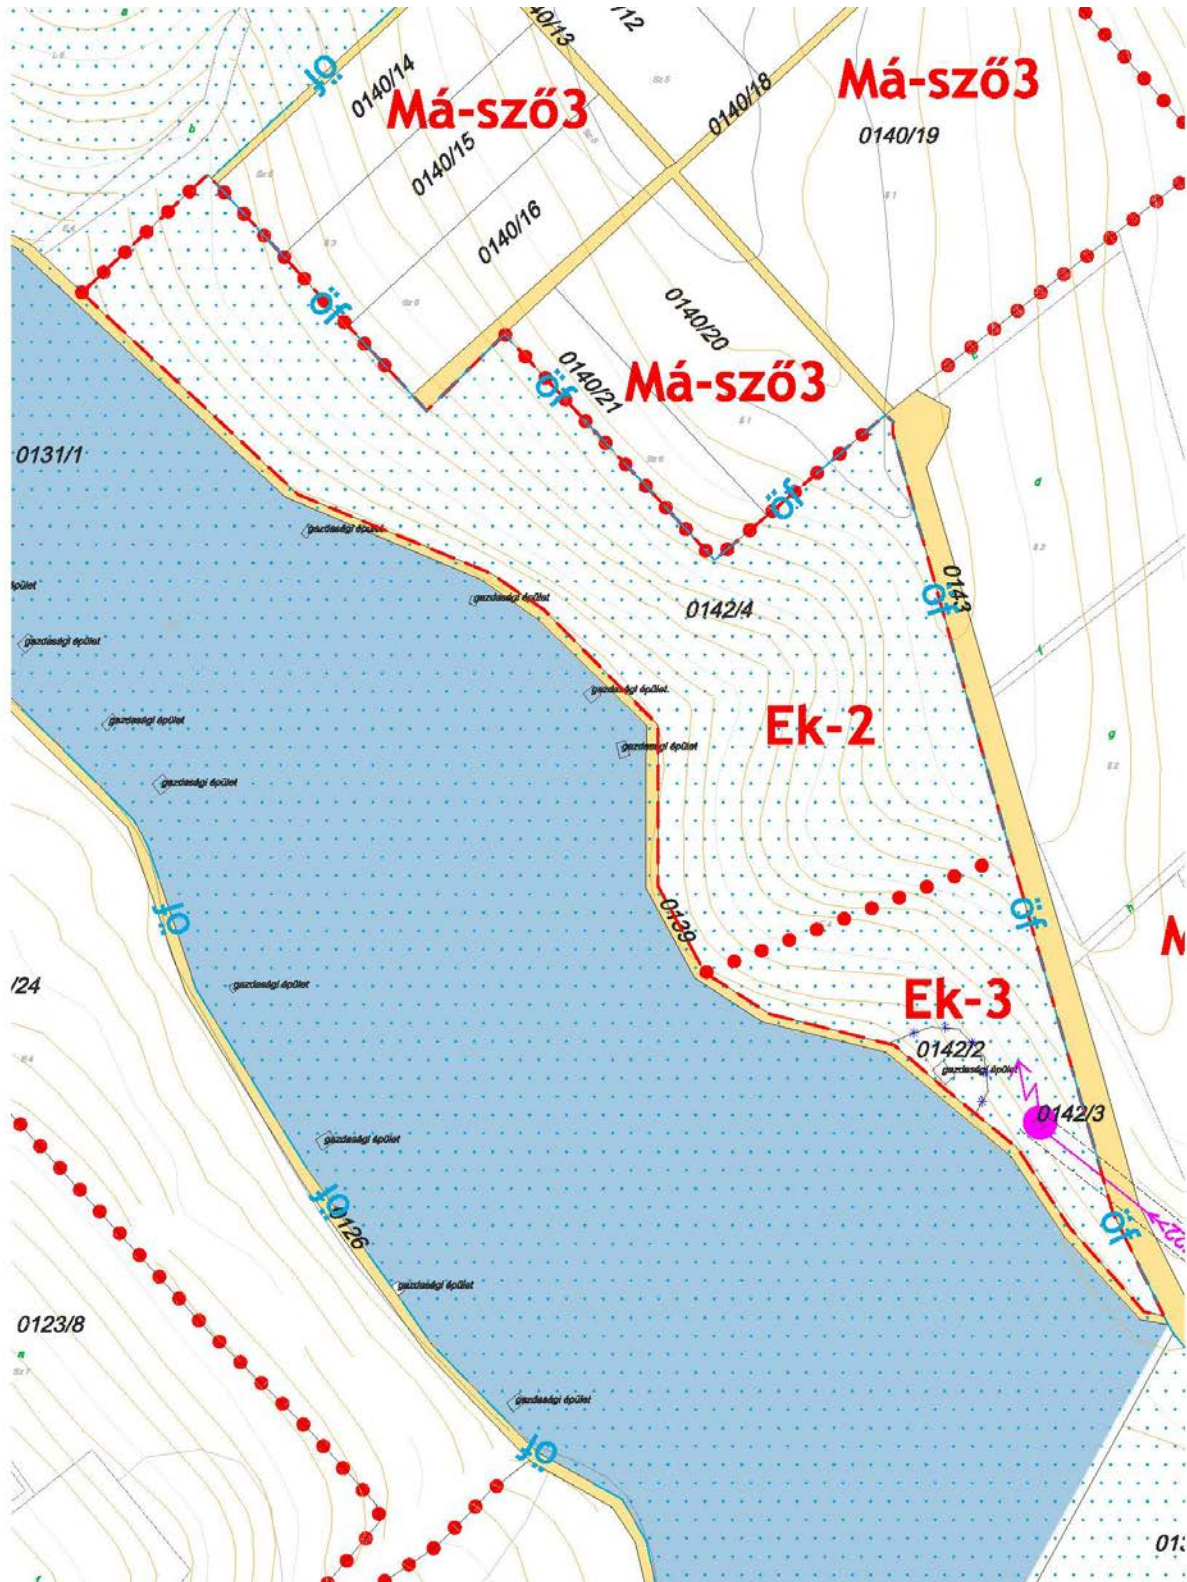 0140/13
/12
a
öf
0140/14
Má-sző3
0140/18
Má-sző3
b
0140/15
0140/19
0140/16
öf
0140/20
0140/21
öf
Má-sző3
0131/1
öf
d
gazdasági épület
épület
gazdasági épület
0142/4
öf
0143
gazdasági épület
gazdasági épület
gazdasági épület
Ek-2
g
gazdasági épület
gazdasági épület
öf
0139
öf
M
/24
gazdasági épület
Ek-3
0142/2
gazdasági épület
0142/3
gazdasági épület
öf
0126
öf
gazdasági épület
0123/8
gazdasági épület
öf